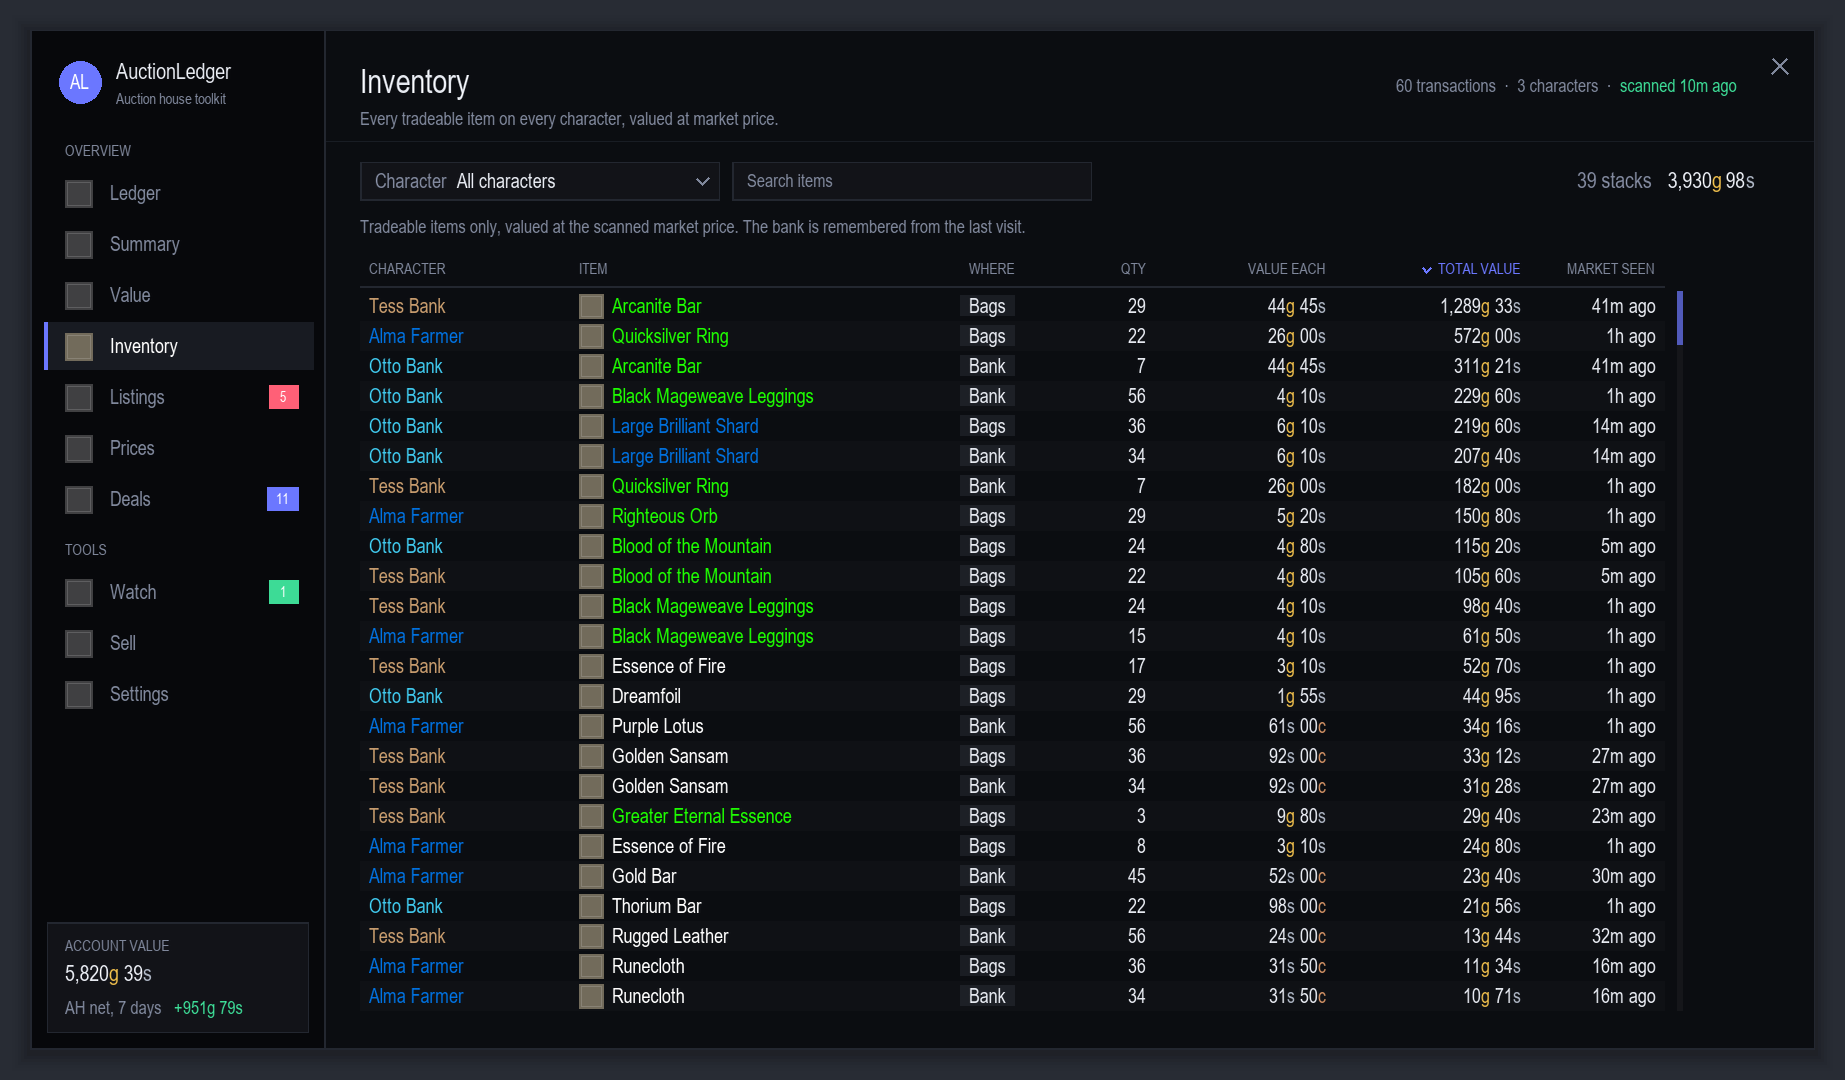 AL
AuctionLedger
Auction house toolkit
OVERVIEW
Ledger
Summary
Value
Inventory
Listings 5
Prices
Deals 11
TOOLS
Watch 1
Sell
Settings
ACCOUNT VALUE
5,820g 39s
AH net, 7 days +951g 79s
Inventory
Every tradeable item on every character, valued at market price.
60 transactions · 3 characters · scanned 10m ago
Character All characters
Search items
39 stacks 3,930g 98s
Tradeable items only, valued at the scanned market price. The bank is remembered from the last visit.
CHARACTER ITEM WHERE QTY VALUE EACH TOTAL VALUE MARKET SEEN
Tess Bank Arcanite Bar Bags 29 44g 45s 1,289g 33s 41m ago
Alma Farmer Quicksilver Ring Bags 22 26g 00s 572g 00s 1h ago
Otto Bank Arcanite Bar Bank 7 44g 45s 311g 21s 41m ago
Otto Bank Black Mageweave Leggings Bank 56 4g 10s 229g 60s 1h ago
Otto Bank Large Brilliant Shard Bags 36 6g 10s 219g 60s 14m ago
Otto Bank Large Brilliant Shard Bank 34 6g 10s 207g 40s 14m ago
Tess Bank Quicksilver Ring Bank 7 26g 00s 182g 00s 1h ago
Alma Farmer Righteous Orb Bags 29 5g 20s 150g 80s 1h ago
Otto Bank Blood of the Mountain Bags 24 4g 80s 115g 20s 5m ago
Tess Bank Blood of the Mountain Bags 22 4g 80s 105g 60s 5m ago
Tess Bank Black Mageweave Leggings Bags 24 4g 10s 98g 40s 1h ago
Alma Farmer Black Mageweave Leggings Bags 15 4g 10s 61g 50s 1h ago
Tess Bank Essence of Fire Bags 17 3g 10s 52g 70s 1h ago
Otto Bank Dreamfoil Bags 29 1g 55s 44g 95s 1h ago
Alma Farmer Purple Lotus Bank 56 61s 00c 34g 16s 1h ago
Tess Bank Golden Sansam Bags 36 92s 00c 33g 12s 27m ago
Tess Bank Golden Sansam Bank 34 92s 00c 31g 28s 27m ago
Tess Bank Greater Eternal Essence Bags 3 9g 80s 29g 40s 23m ago
Alma Farmer Essence of Fire Bags 8 3g 10s 24g 80s 1h ago
Alma Farmer Gold Bar Bank 45 52s 00c 23g 40s 30m ago
Otto Bank Thorium Bar Bags 22 98s 00c 21g 56s 1h ago
Tess Bank Rugged Leather Bank 56 24s 00c 13g 44s 32m ago
Alma Farmer Runecloth Bags 36 31s 50c 11g 34s 16m ago
Alma Farmer Runecloth Bank 34 31s 50c 10g 71s 16m ago